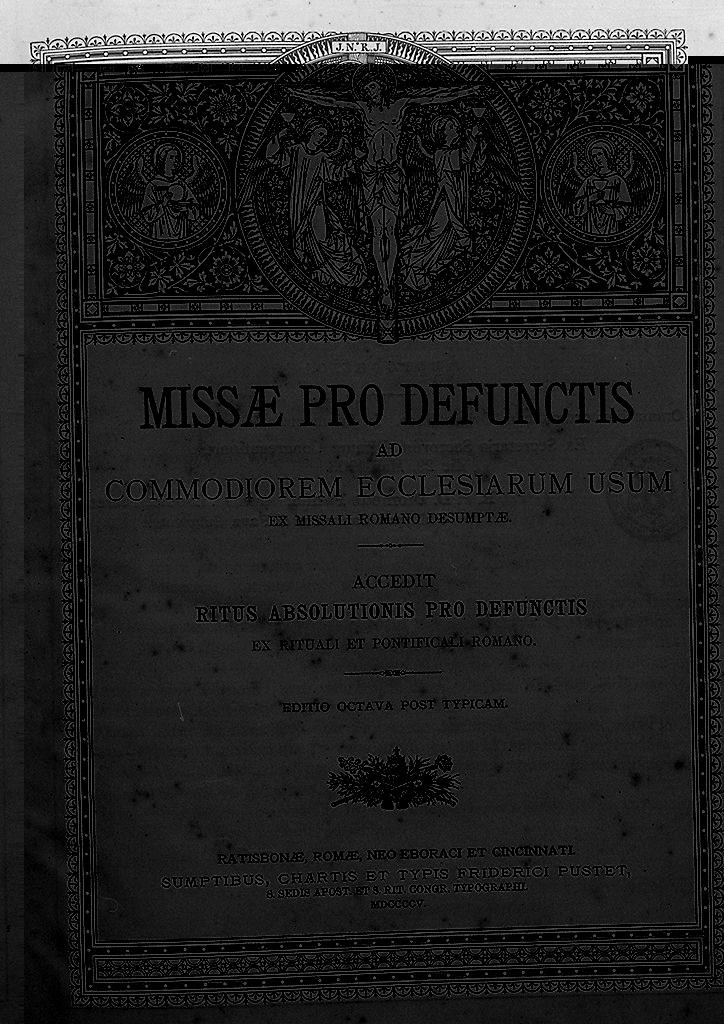 J. N. R. J.
MISSÆ PRO DEFUNCTIS
AD
COMMODIOREM ECCLESIARUM USUM
EX MISSALI ROMANO DESUMPTÆ.
ACCEDIT
RITUS ABSOLUTIONIS PRO DEFUNCTIS
EX RITUALI ET PONTIFICALI ROMANO.
EDITIO OCTAVA POST TYPICAM.
RATISBONÆ, ROMÆ, NEO EBORACI ET CINCINNATI.
SUMPTIBUS, CHARTIS ET TYPIS FRIDERICI PUSTET,
S. SEDIS APOST. ET S. RIT. CONGR. TYPOGRAPHI.
MDCCCCV.